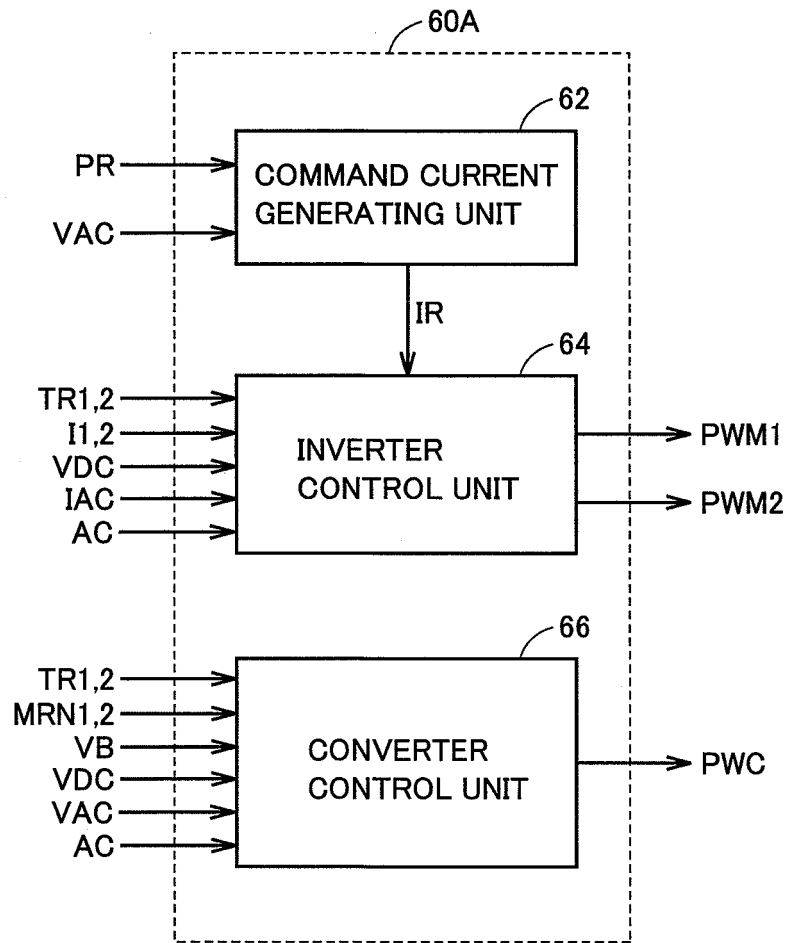 60A
62
PR
VAC
COMMAND CURRENT
GENERATING UNIT
IR
64
TR1,2
I1,2
VDC
IAC
AC
INVERTER
CONTROL UNIT
PWM1
PWM2
66
TR1,2
MRN1,2
VB
VDC
VAC
AC
CONVERTER
CONTROL UNIT
PWC